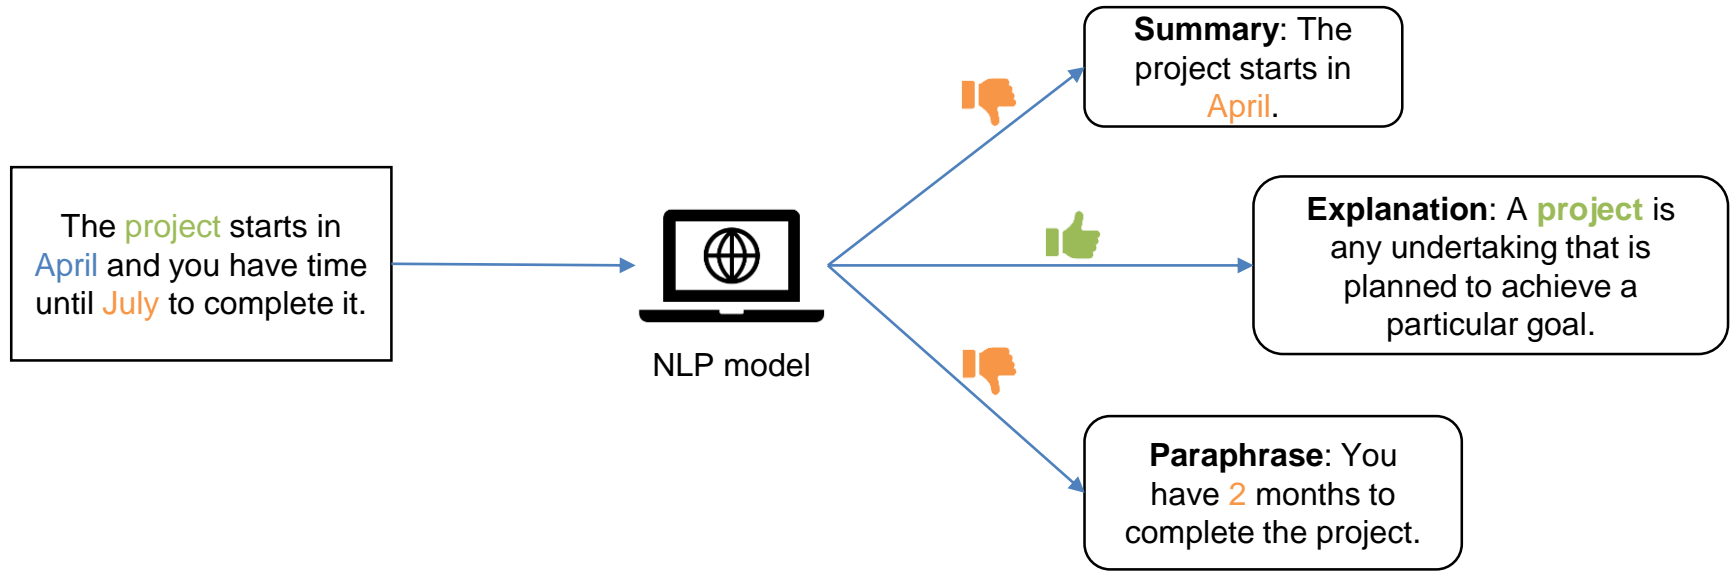 The project starts in
April and you have time
until July to complete it.
NLP model
Summary: The
project starts in
April.
Explanation: A project is
any undertaking that is
planned to achieve a
particular goal.
Paraphrase: You
have 2 months to
complete the project.